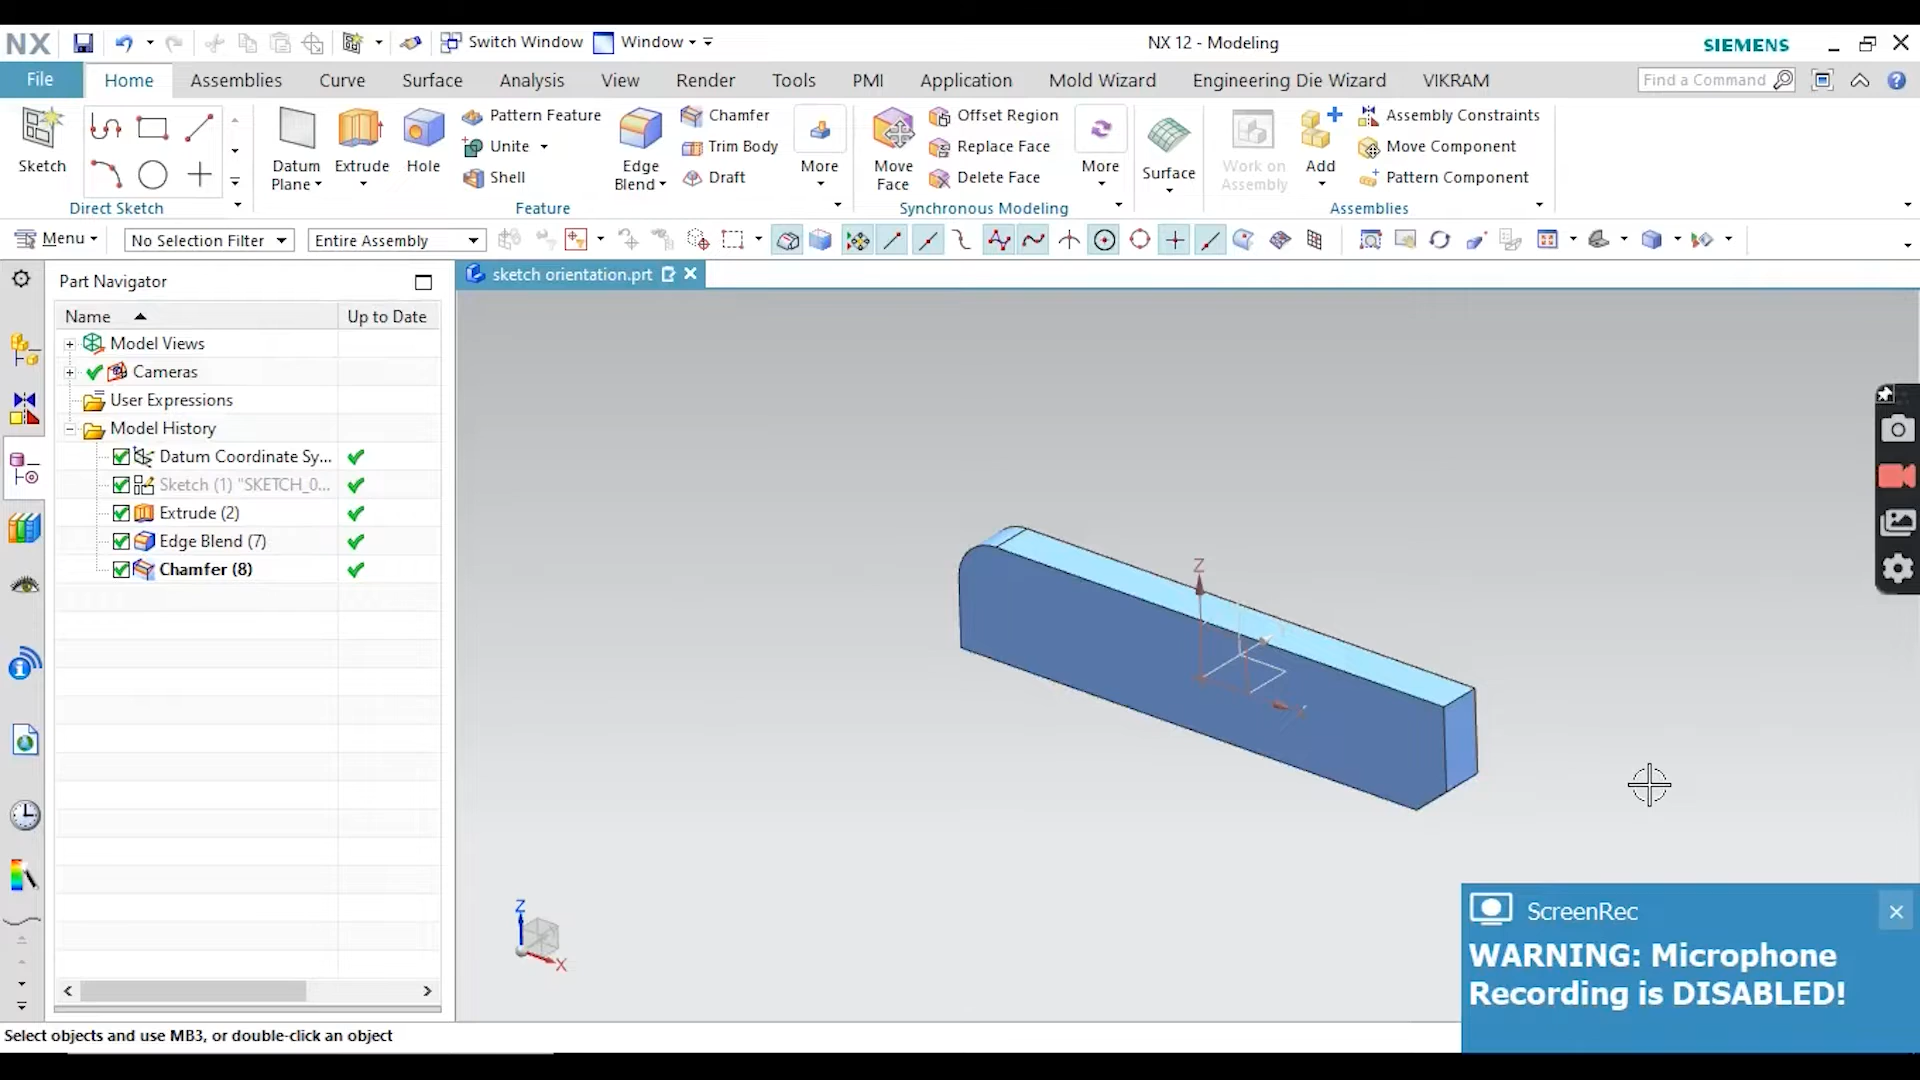 NX
Switch Window
Window
NX 12 - Modeling
SIEMENS
File
Home
Assemblies
Curve
Surface
Analysis
View
Render
Tools
PMI
Application
Mold Wizard
Engineering Die Wizard
VIKRAM
Find a Command
Sketch
Direct Sketch
Datum
Plane
Extrude
Hole
Pattern Feature
Unite
Shell
Edge
Blend
Chamfer
Trim Body
Draft
More
Feature
Move
Face
Offset Region
Replace Face
Delete Face
More
Synchronous Modeling
Surface
Work on
Assembly
Add
Assembly Constraints
Move Component
Pattern Component
Assemblies
Menu
No Selection Filter
Entire Assembly
Part Navigator
sketch orientation.prt
Name
Up to Date
Model Views
Cameras
User Expressions
Model History
Datum Coordinate Sy...
Sketch (1) "SKETCH_0...
Extrude (2)
Edge Blend (7)
Chamfer (8)
Z
Z
X
ScreenRec
WARNING: Microphone
Recording is DISABLED!
Select objects and use MB3, or double-click an object